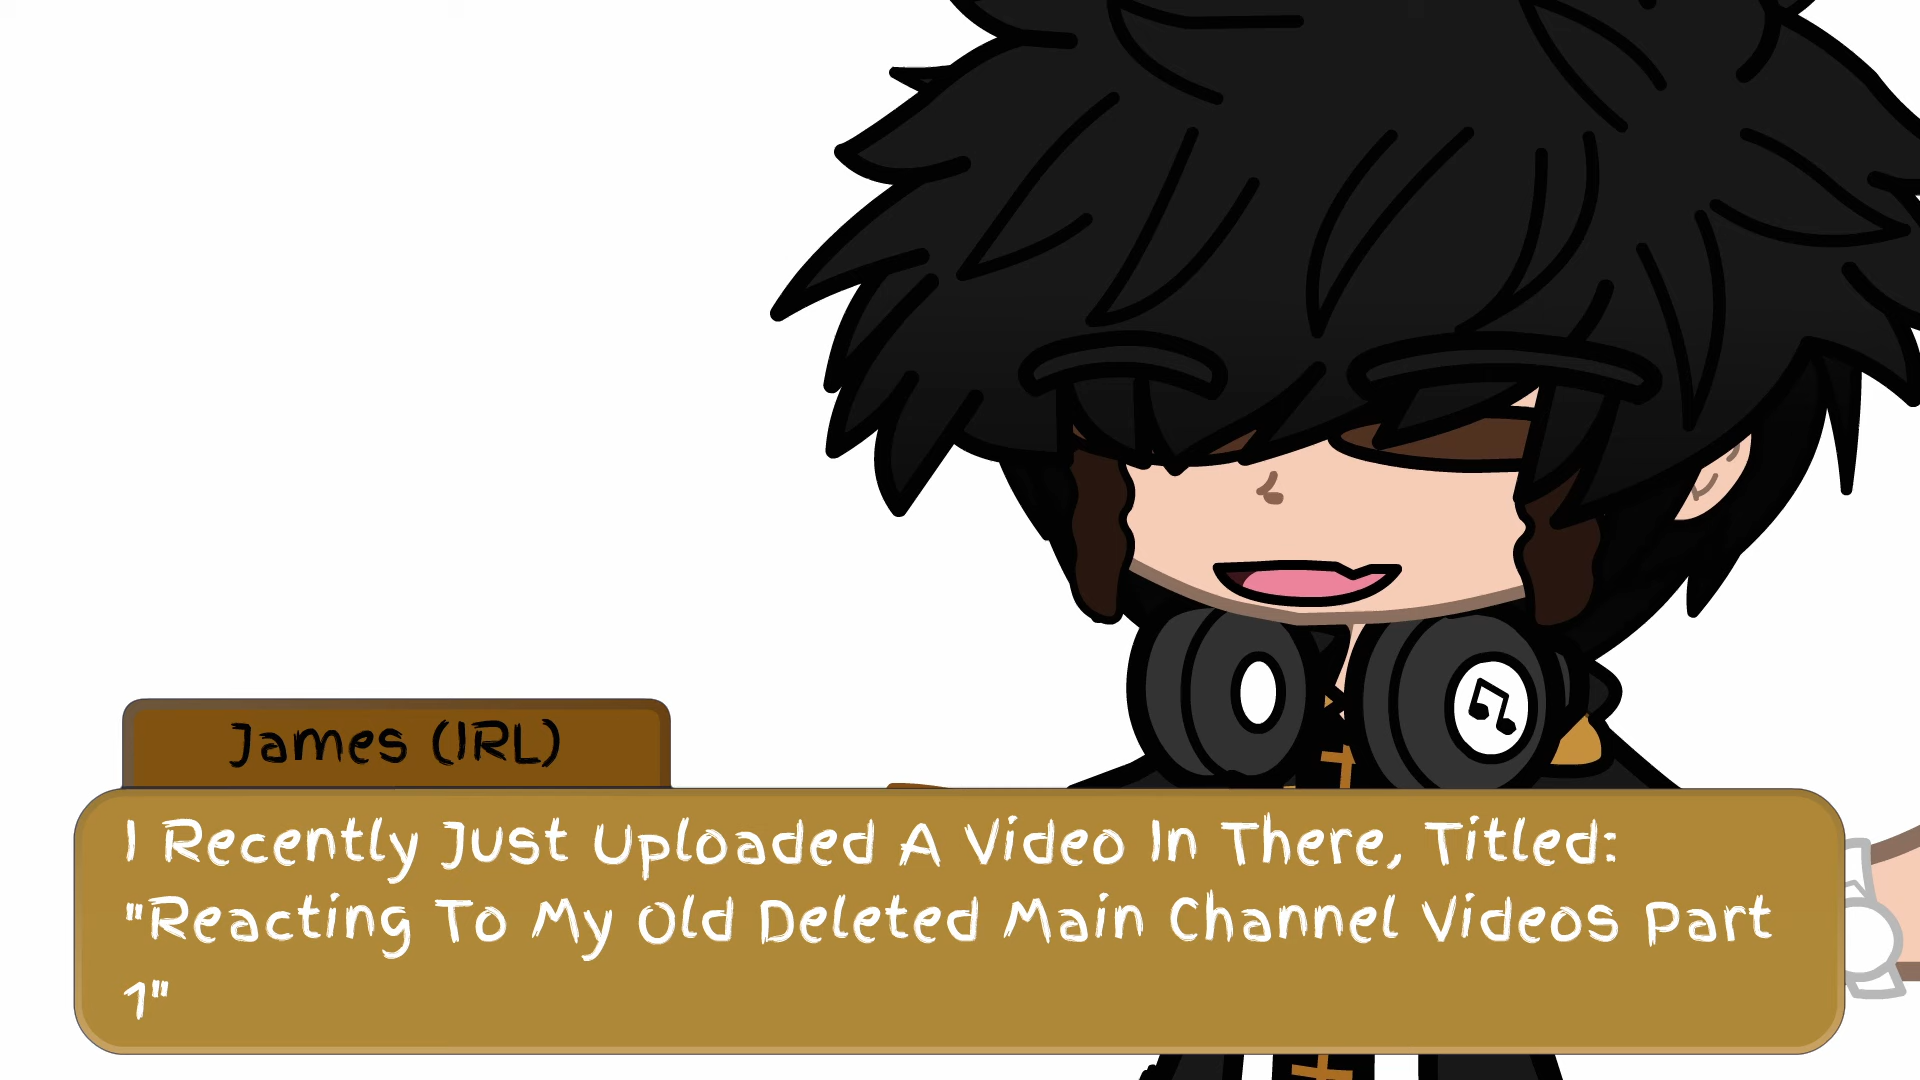 James (IRL)
I Recently Just Uploaded A Video In There, Titled:
"Reacting To My Old Deleted Main Channel Videos Part
1"